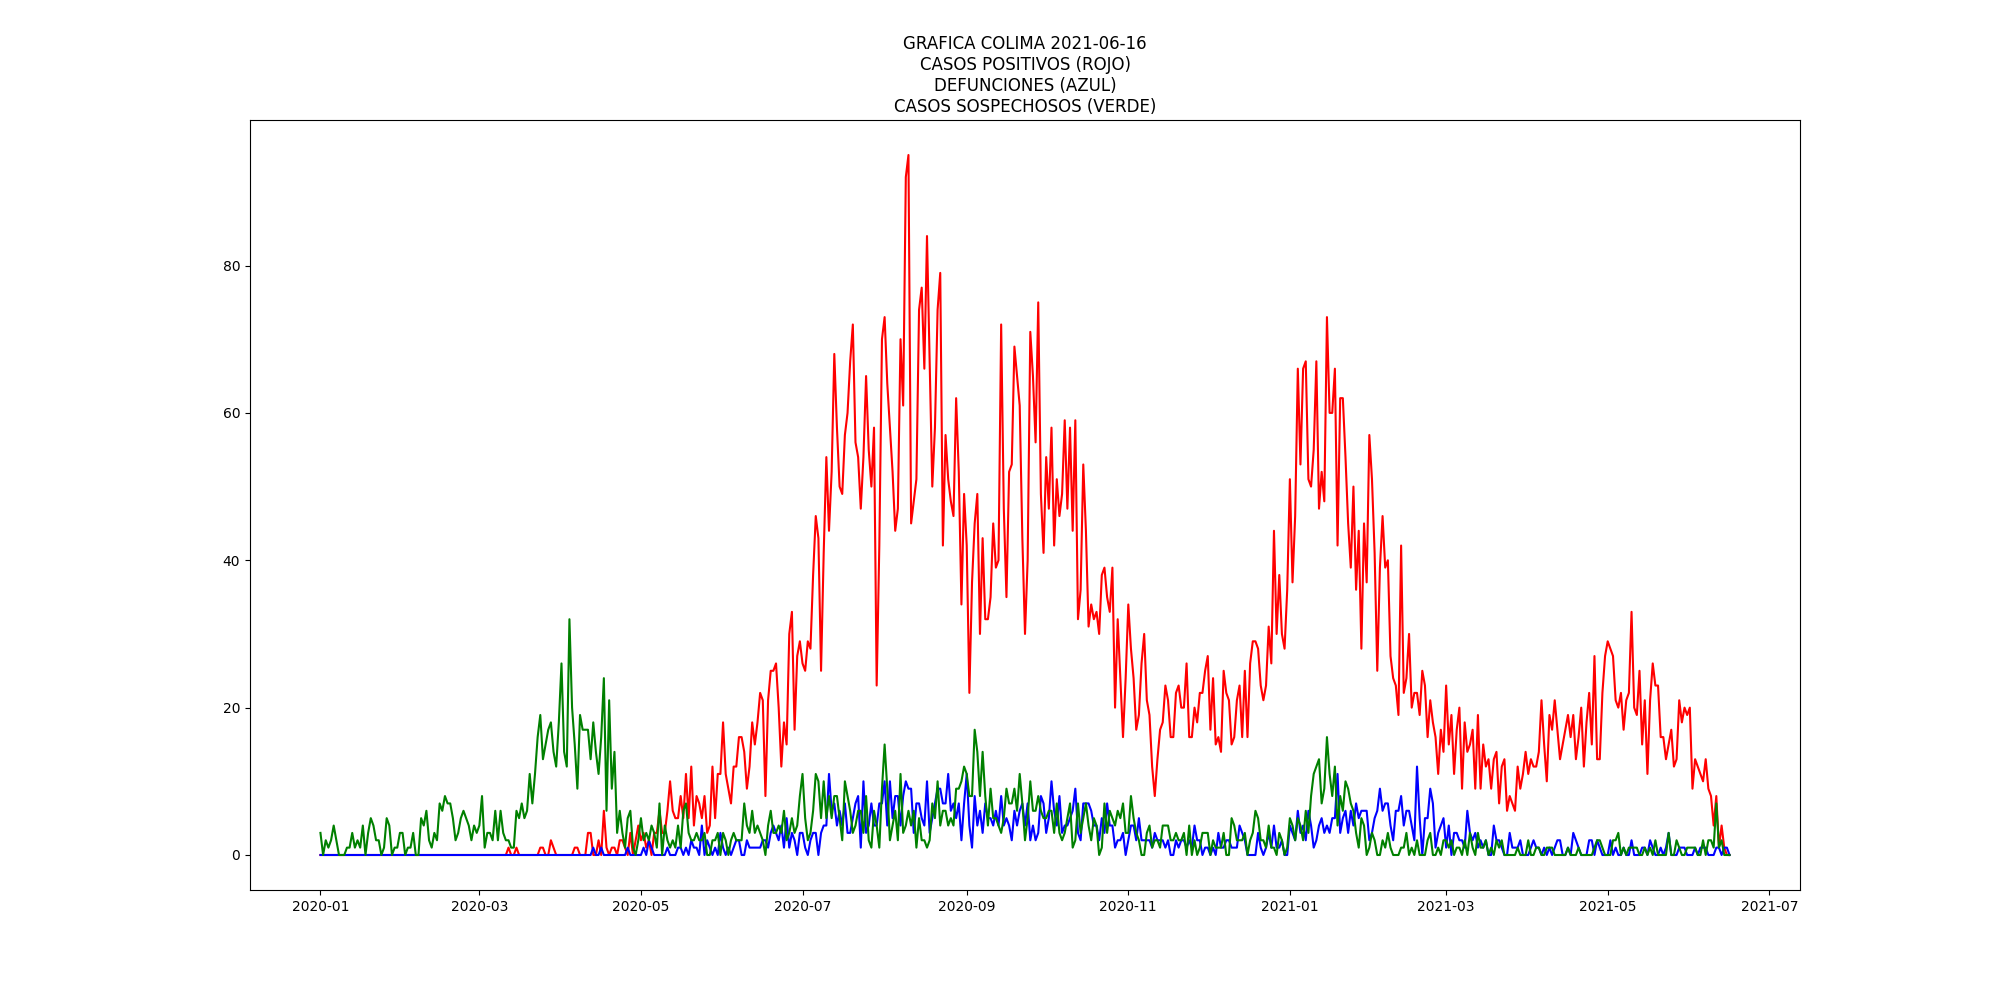 GRAFICA COLIMA 2021-06-16
CASOS POSITIVOS (ROJO)
DEFUNCIONES (AZUL)
CASOS SOSPECHOSOS (VERDE)
80
60
40
20
0
2020-01 2020-03 2020-05 2020-07 2020-09 2020-11 2021-01 2021-03 2021-05 2021-07